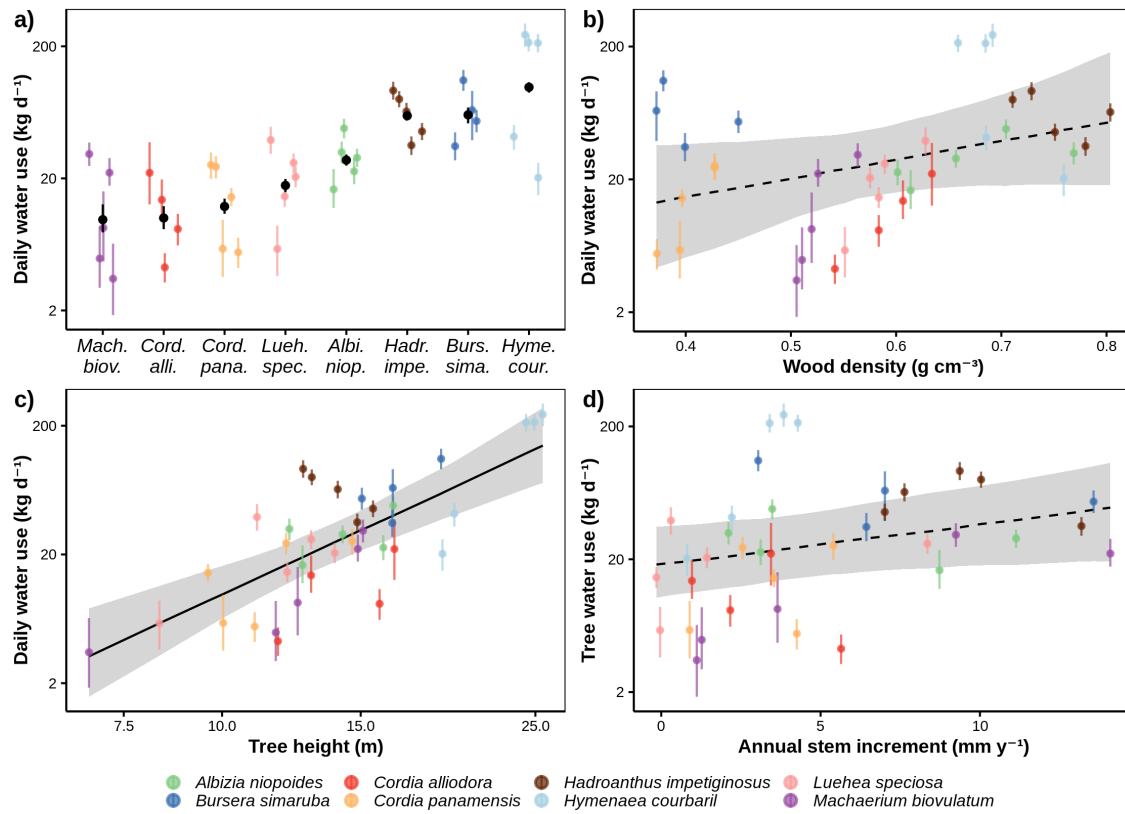 a)
Daily water use (kg d⁻¹)
200
20
2
Mach. Cord. Cord. Lueh. Albi. Hadr. Burs. Hyme.
biov. alli. pana. spec. niop. impe. sima. cour.
b)
Daily water use (kg d⁻¹)
200
20
2
0.4 0.5 0.6 0.7 0.8
Wood density (g cm⁻³)
c)
Daily water use (kg d⁻¹)
200
20
2
7.5 10.0 15.0 25.0
Tree height (m)
d)
Tree water use (kg d⁻¹)
200
20
2
0 5 10
Annual stem increment (mm y⁻¹)
Albizia niopoides Cordia alliodora Hadroanthus impetiginosus Luehea speciosa
Bursera simaruba Cordia panamensis Hymenaea courbaril Machaerium biovulatum